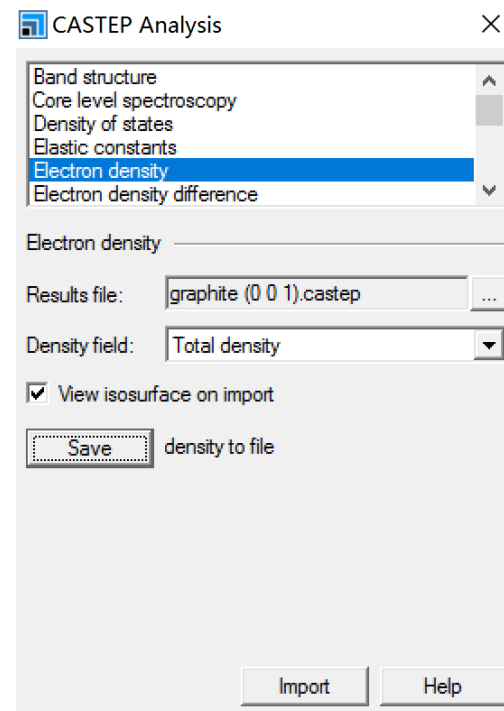 CASTEP Analysis
Band structure
Core level spectroscopy
Density of states
Elastic constants
Electron density
Electron density difference
Electron density
Results file: graphite (0 0 1).castep ...
Density field: Total density
View isosurface on import
Save density to file
Import Help